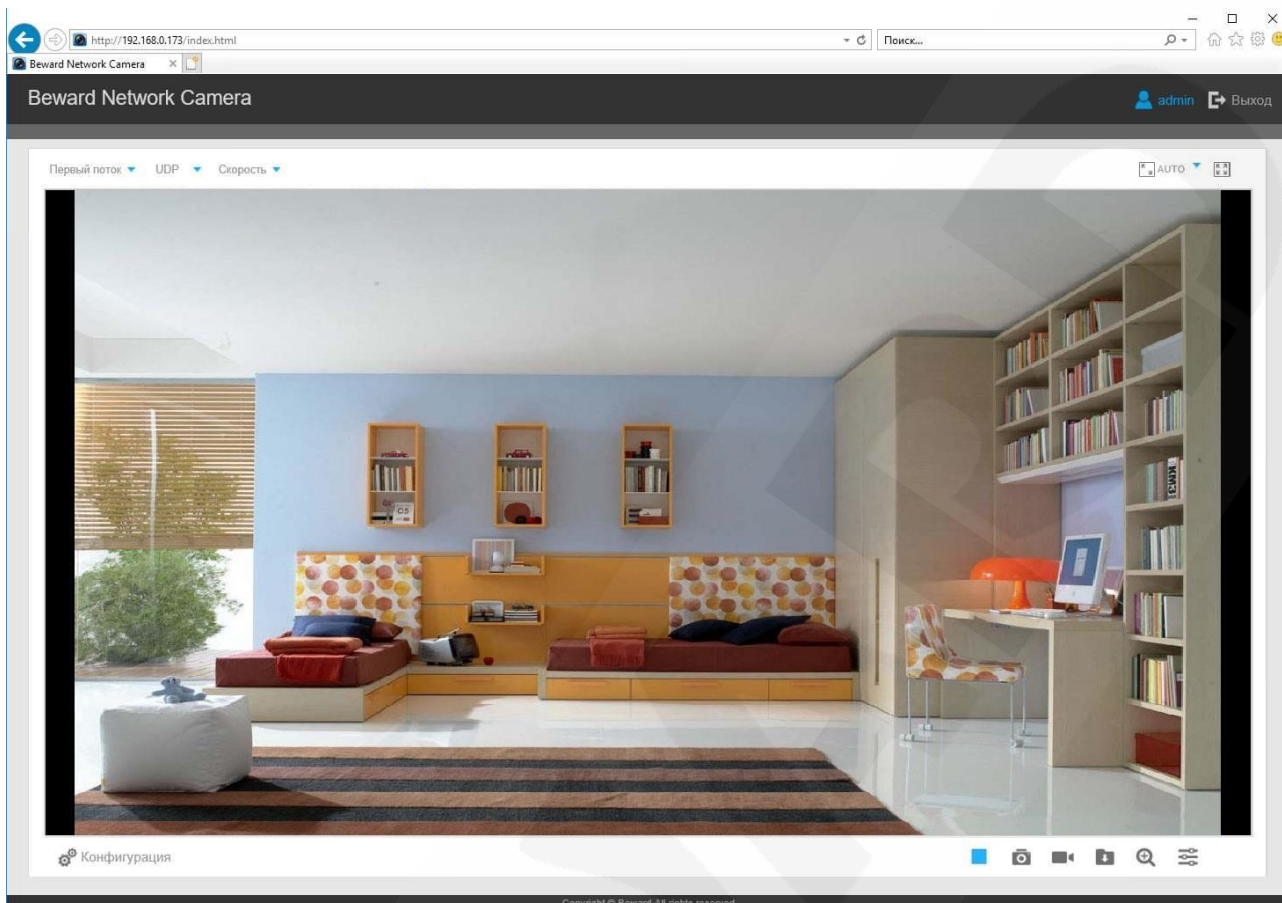 http://192.168.0.173/index.html
Поиск...
Beward Network Camera
Beward Network Camera
admin
Выход
Первый поток
UDP
Скорость
AUTO
05
Конфигурация
Copyright © Beward All rights reserved